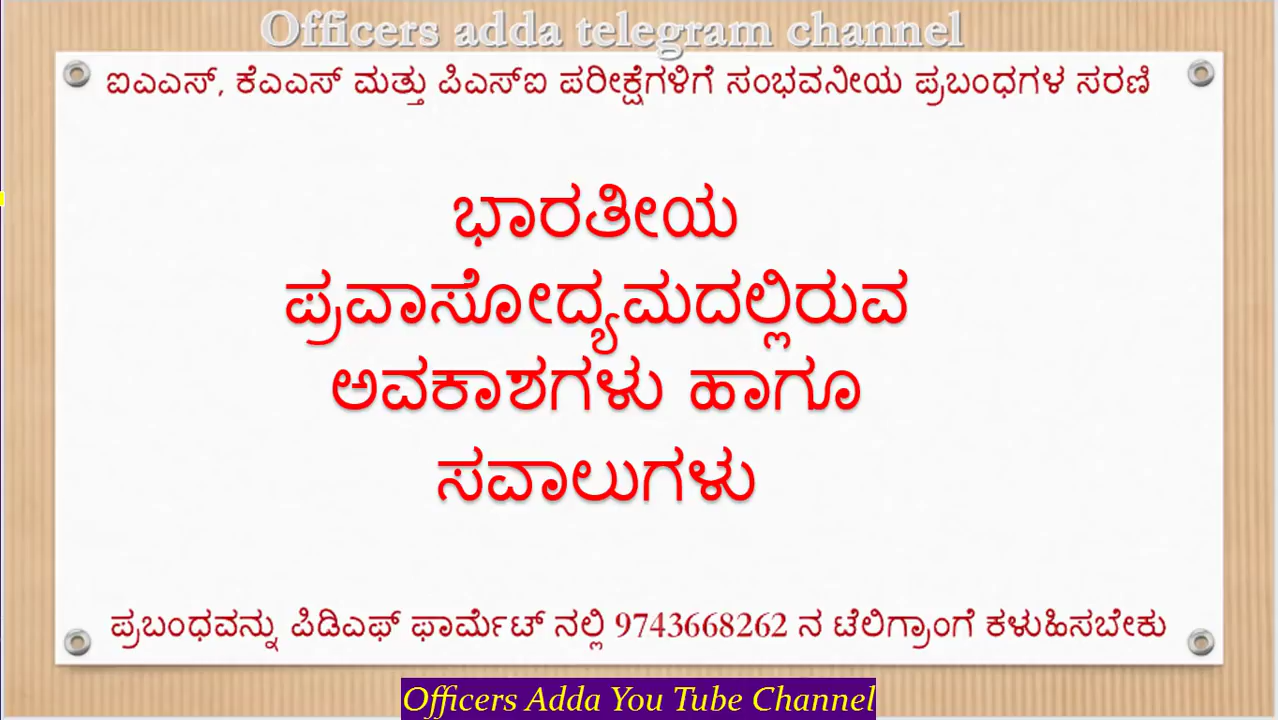 Officers adda telegram channel
ಐಎಎಸ್, ಕೆಎಎಸ್ ಮತ್ತು ಪಿಎಸ್ಐ ಪರೀಕ್ಷೆಗಳಿಗೆ ಸಂಭವನೀಯ ಪ್ರಬಂಧಗಳ ಸರಣಿ
ಭಾರತೀಯ
ಪ್ರವಾಸೋದ್ಯಮದಲ್ಲಿರುವ
ಅವಕಾಶಗಳು ಹಾಗೂ
ಸವಾಲುಗಳು
ಪ್ರಬಂಧವನ್ನು ಪಿಡಿಎಫ್ ಫಾರ್ಮೆಟ್ ನಲ್ಲಿ 9743668262 ನ ಟೆಲಿಗ್ರಾಂಗೆ ಕಳುಹಿಸಬೇಕು
Officers Adda You Tube Channel